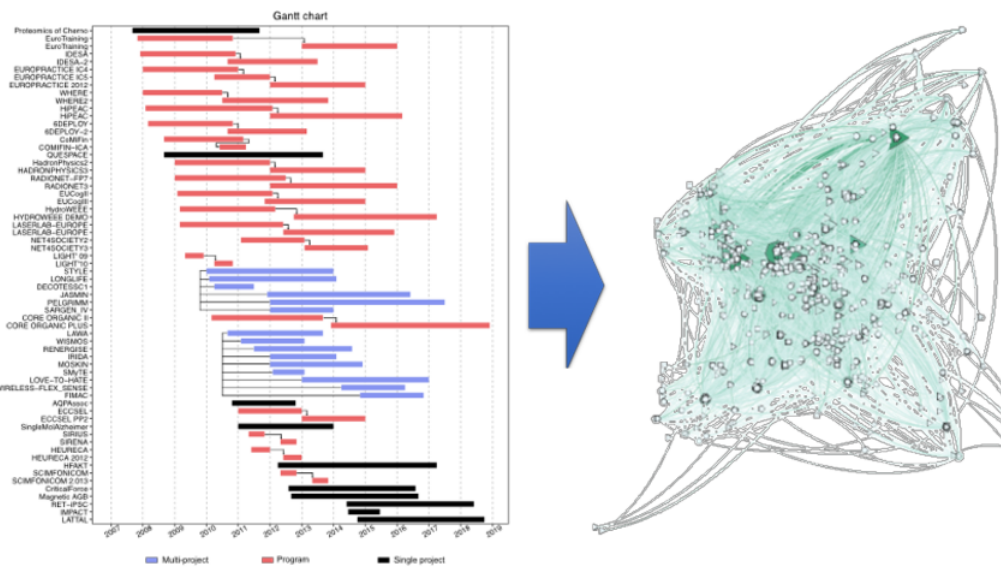 Gantt chart
Proteomics of Chemo
EuroTraining
EuroTraining
IDESA
IDESA-2
EUROPRACTICE IC4
EUROPRACTICE IC5
EUROPRACTICE 2012
WHERE
WHERE2
HiPEAC
HiPEAC
6DEPLOY
6DEPLOY-2
CoMiFin
COMIFIN-ICA
QUESPACE
HadronPhysics2
HADRONPHYSICS3
RADIONET-FP7
RADIONET3
EUCogII
EUCogIII
HydroWEEE
HYDROWEEE DEMO
LASERLAB-EUROPE
LASERLAB-EUROPE
NET4SOCIETY2
NET4SOCIETY3
LIGHT' 09
LIGHT'10
STYLE
LONGLIFE
DECOTESSC1
JASMIN
PELGRIMM
SARGEN_IV
CORE ORGANIC II
CORE ORGANIC PLUS
LAWA
WISMOS
RENERGISE
IRIDA
MOSKIN
SMyTE
LOVE-TO-HATE
WIRELESS-FLEX_SENSE
FIMAC
AQPAssoc
ECCSEL
ECCSEL PP2
SingleMolAlzheimer
SIRIUS
SIRENA
HEURECA
HEURECA 2012
HFAKT
SCIMFONICOM
SCIMFONICOM 2.013
CriticalForce
Magnetic AGB
RET-iPSC
IMPACT
LATTAL
2007 2008 2009 2010 2011 2012 2013 2014 2015 2016 2017 2018 2019
Multi-project Program Single project